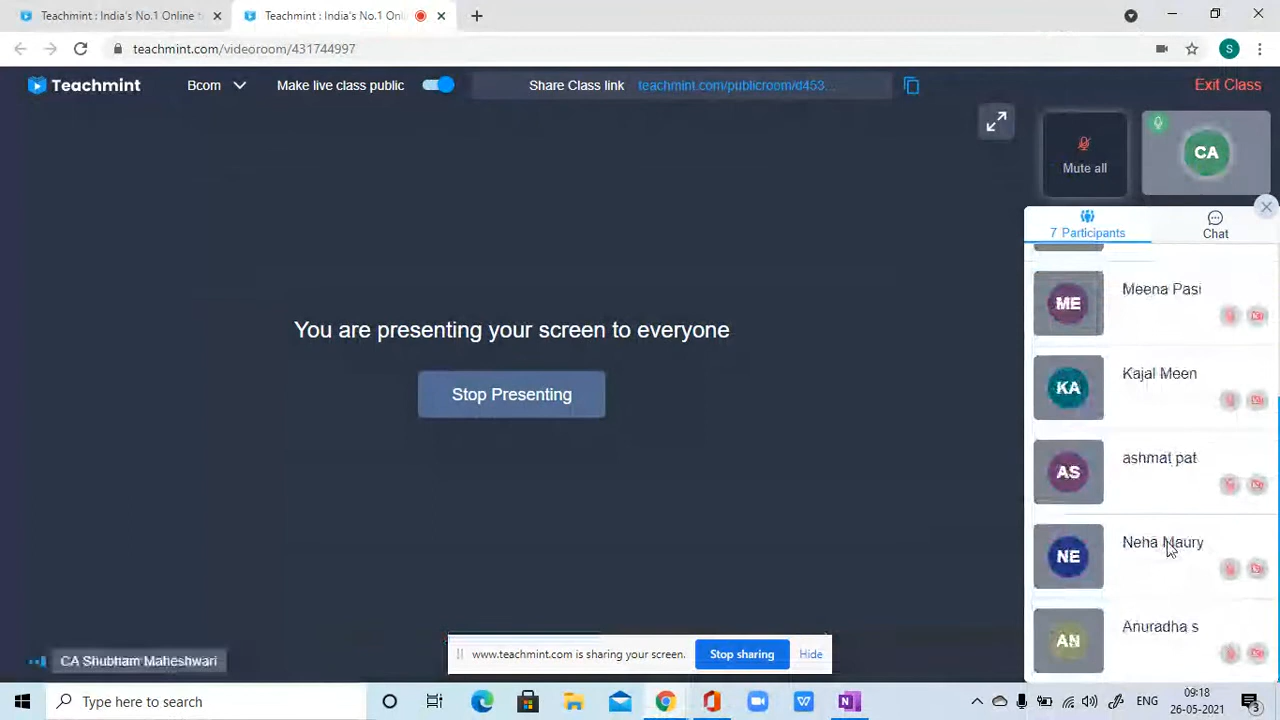 Teachmint : India's No.1 Online t
Teachmint : India's No.1 Onli
teachmint.com/videoroom/431744997
S
Teachmint
Bcom
Make live class public
Share Class link
teachmint.com/publicroom/d453...
Exit Class
Mute all
CA
7 Participants
Chat
ME
Meena Pasi
KA
Kajal Meen
AS
ashmat pat
NE
Neha Maury
AN
Anuradha s
You are presenting your screen to everyone
Stop Presenting
CA Shubham Maheshwari
www.teachmint.com is sharing your screen.
Stop sharing
Hide
Type here to search
ENG
09:18
26-05-2021
3